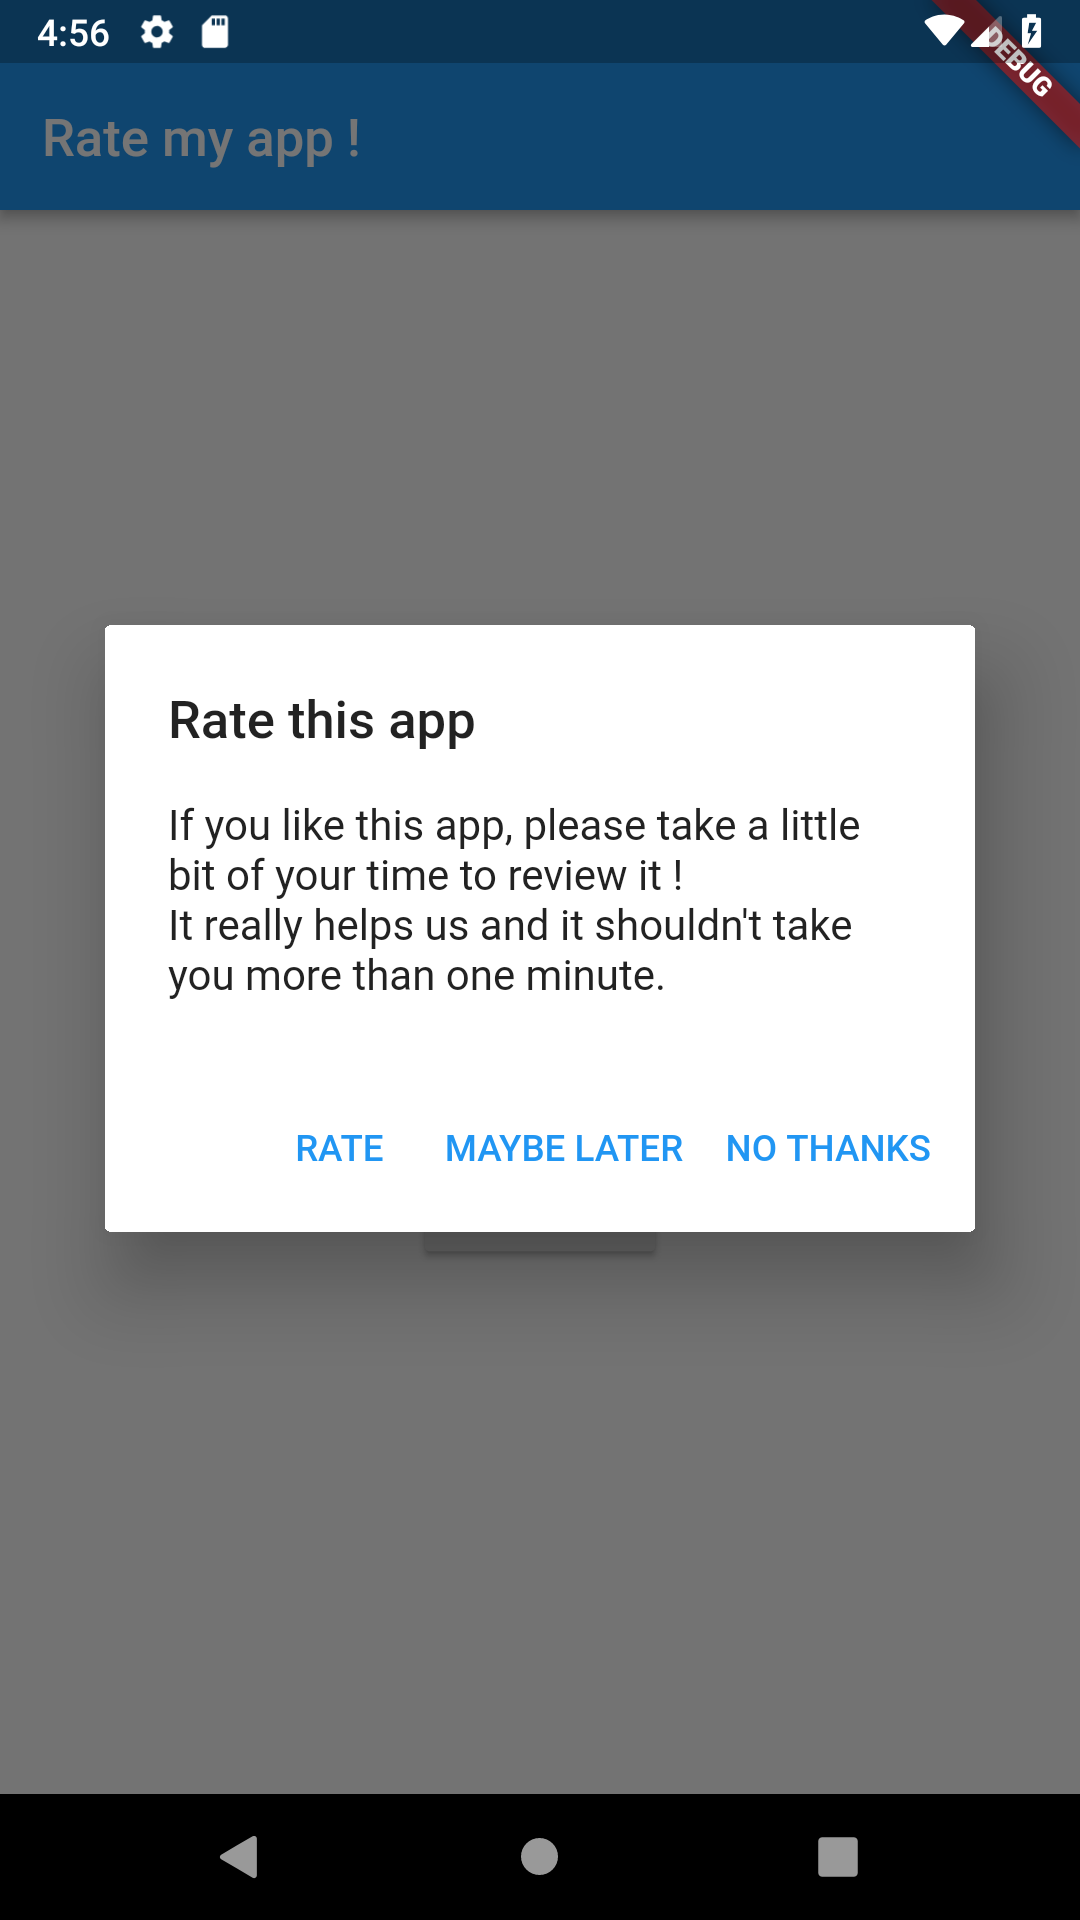 4:56
DEBUG
Rate my app !
Rate this app
If you like this app, please take a little
bit of your time to review it !
It really helps us and it shouldn't take
you more than one minute.
RATE MAYBE LATER NO THANKS